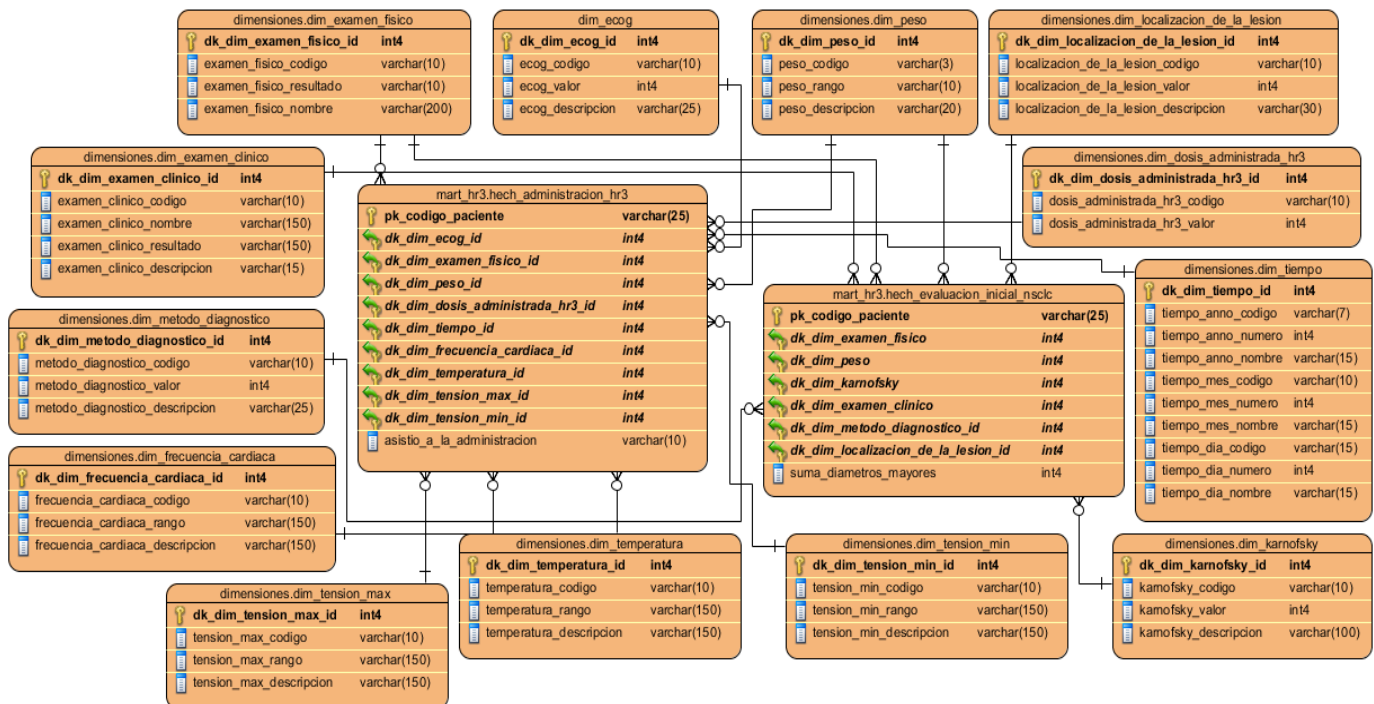 dimensiones.dim_examen_fisico
dk_dim_examen_fisico_id int4
examen_fisico_codigo varchar(10)
examen_fisico_resultado varchar(10)
examen_fisico_nombre varchar(200)
dim_ecog
dk_dim_ecog_id int4
ecog_codigo varchar(10)
ecog_valor int4
ecog_descripcion varchar(25)
dimensiones.dim_peso
dk_dim_peso_id int4
peso_codigo varchar(3)
peso_rango varchar(10)
peso_descripcion varchar(20)
dimensiones.dim_localizacion_de_la_lesion
dk_dim_localizacion_de_la_lesion_id int4
localizacion_de_la_lesion_codigo varchar(10)
localizacion_de_la_lesion_valor int4
localizacion_de_la_lesion_descripcion varchar(30)
dimensiones.dim_examen_clinico
dk_dim_examen_clinico_id int4
examen_clinico_codigo varchar(10)
examen_clinico_nombre varchar(150)
examen_clinico_resultado varchar(150)
examen_clinico_descripcion varchar(15)
mart_hr3.hech_administracion_hr3
pk_codigo_paciente varchar(25)
dk_dim_ecog_id int4
dk_dim_examen_fisico_id int4
dk_dim_peso_id int4
dk_dim_dosis_administrada_hr3_id int4
dk_dim_tiempo_id int4
dk_dim_frecuencia_cardiaca_id int4
dk_dim_temperatura_id int4
dk_dim_tension_max_id int4
dk_dim_tension_min_id int4
asistio_a_la_administracion varchar(10)
dimensiones.dim_dosis_administrada_hr3
dk_dim_dosis_administrada_hr3_id int4
dosis_administrada_hr3_codigo varchar(10)
dosis_administrada_hr3_valor int4
dimensiones.dim_metodo_diagnostico
dk_dim_metodo_diagnostico_id int4
metodo_diagnostico_codigo varchar(10)
metodo_diagnostico_valor int4
metodo_diagnostico_descripcion varchar(25)
mart_hr3.hech_evaluacion_inicial_nsclc
pk_codigo_paciente varchar(25)
dk_dim_examen_fisico int4
dk_dim_peso int4
dk_dim_karnofsky int4
dk_dim_examen_clinico int4
dk_dim_metodo_diagnostico_id int4
dk_dim_localizacion_de_la_lesion_id int4
suma_diametros_mayores int4
dimensiones.dim_tiempo
dk_dim_tiempo_id int4
tiempo_anno_codigo varchar(7)
tiempo_anno_numero int4
tiempo_anno_nombre varchar(15)
tiempo_mes_codigo varchar(10)
tiempo_mes_numero int4
tiempo_mes_nombre varchar(15)
tiempo_dia_codigo varchar(15)
tiempo_dia_numero int4
tiempo_dia_nombre varchar(15)
dimensiones.dim_frecuencia_cardiaca
dk_dim_frecuencia_cardiaca_id int4
frecuencia_cardiaca_codigo varchar(10)
frecuencia_cardiaca_rango varchar(150)
frecuencia_cardiaca_descripcion varchar(150)
dimensiones.dim_tension_max
dk_dim_tension_max_id int4
tension_max_codigo varchar(10)
tension_max_rango varchar(150)
tension_max_descripcion varchar(150)
dimensiones.dim_temperatura
dk_dim_temperatura_id int4
temperatura_codigo varchar(10)
temperatura_rango varchar(150)
temperatura_descripcion varchar(150)
dimensiones.dim_tension_min
dk_dim_tension_min_id int4
tension_min_codigo varchar(10)
tension_min_rango varchar(150)
tension_min_descripcion varchar(150)
dimensiones.dim_karnofsky
dk_dim_karnofsky_id int4
karnofsky_codigo varchar(10)
karnofsky_valor int4
karnofsky_descripcion varchar(100)